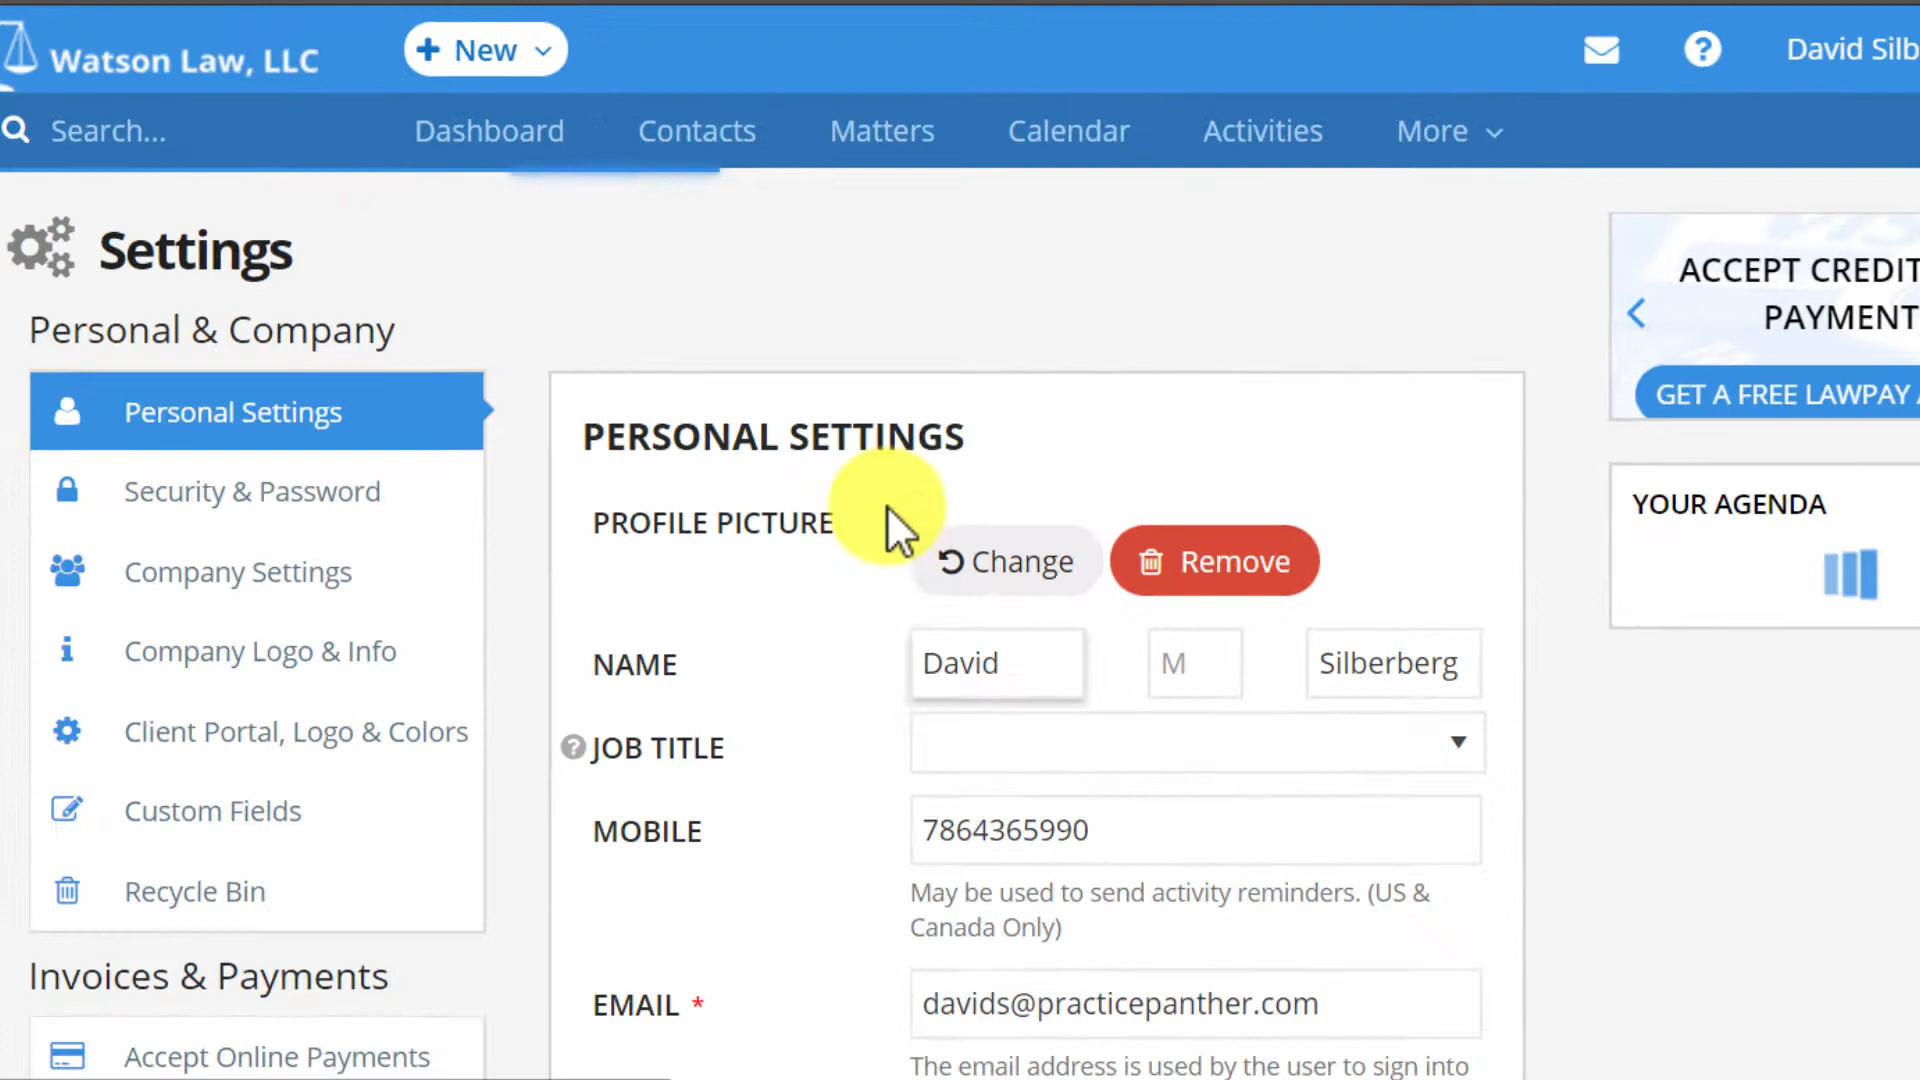 Watson Law, LLC
New
David Silb
Search...
Dashboard
Contacts
Matters
Calendar
Activities
More
Settings
Personal & Company
Personal Settings
Security & Password
Company Settings
Company Logo & Info
Client Portal, Logo & Colors
Custom Fields
Recycle Bin
Invoices & Payments
Accept Online Payments
PERSONAL SETTINGS
PROFILE PICTURE
Change
Remove
NAME
David
M
Silberberg
JOB TITLE
MOBILE
7864365990
May be used to send activity reminders. (US &
Canada Only)
EMAIL *
davids@practicepanther.com
The email address is used by the user to sign into
ACCEPT CREDIT
PAYMENT
GET A FREE LAWPAY
YOUR AGENDA